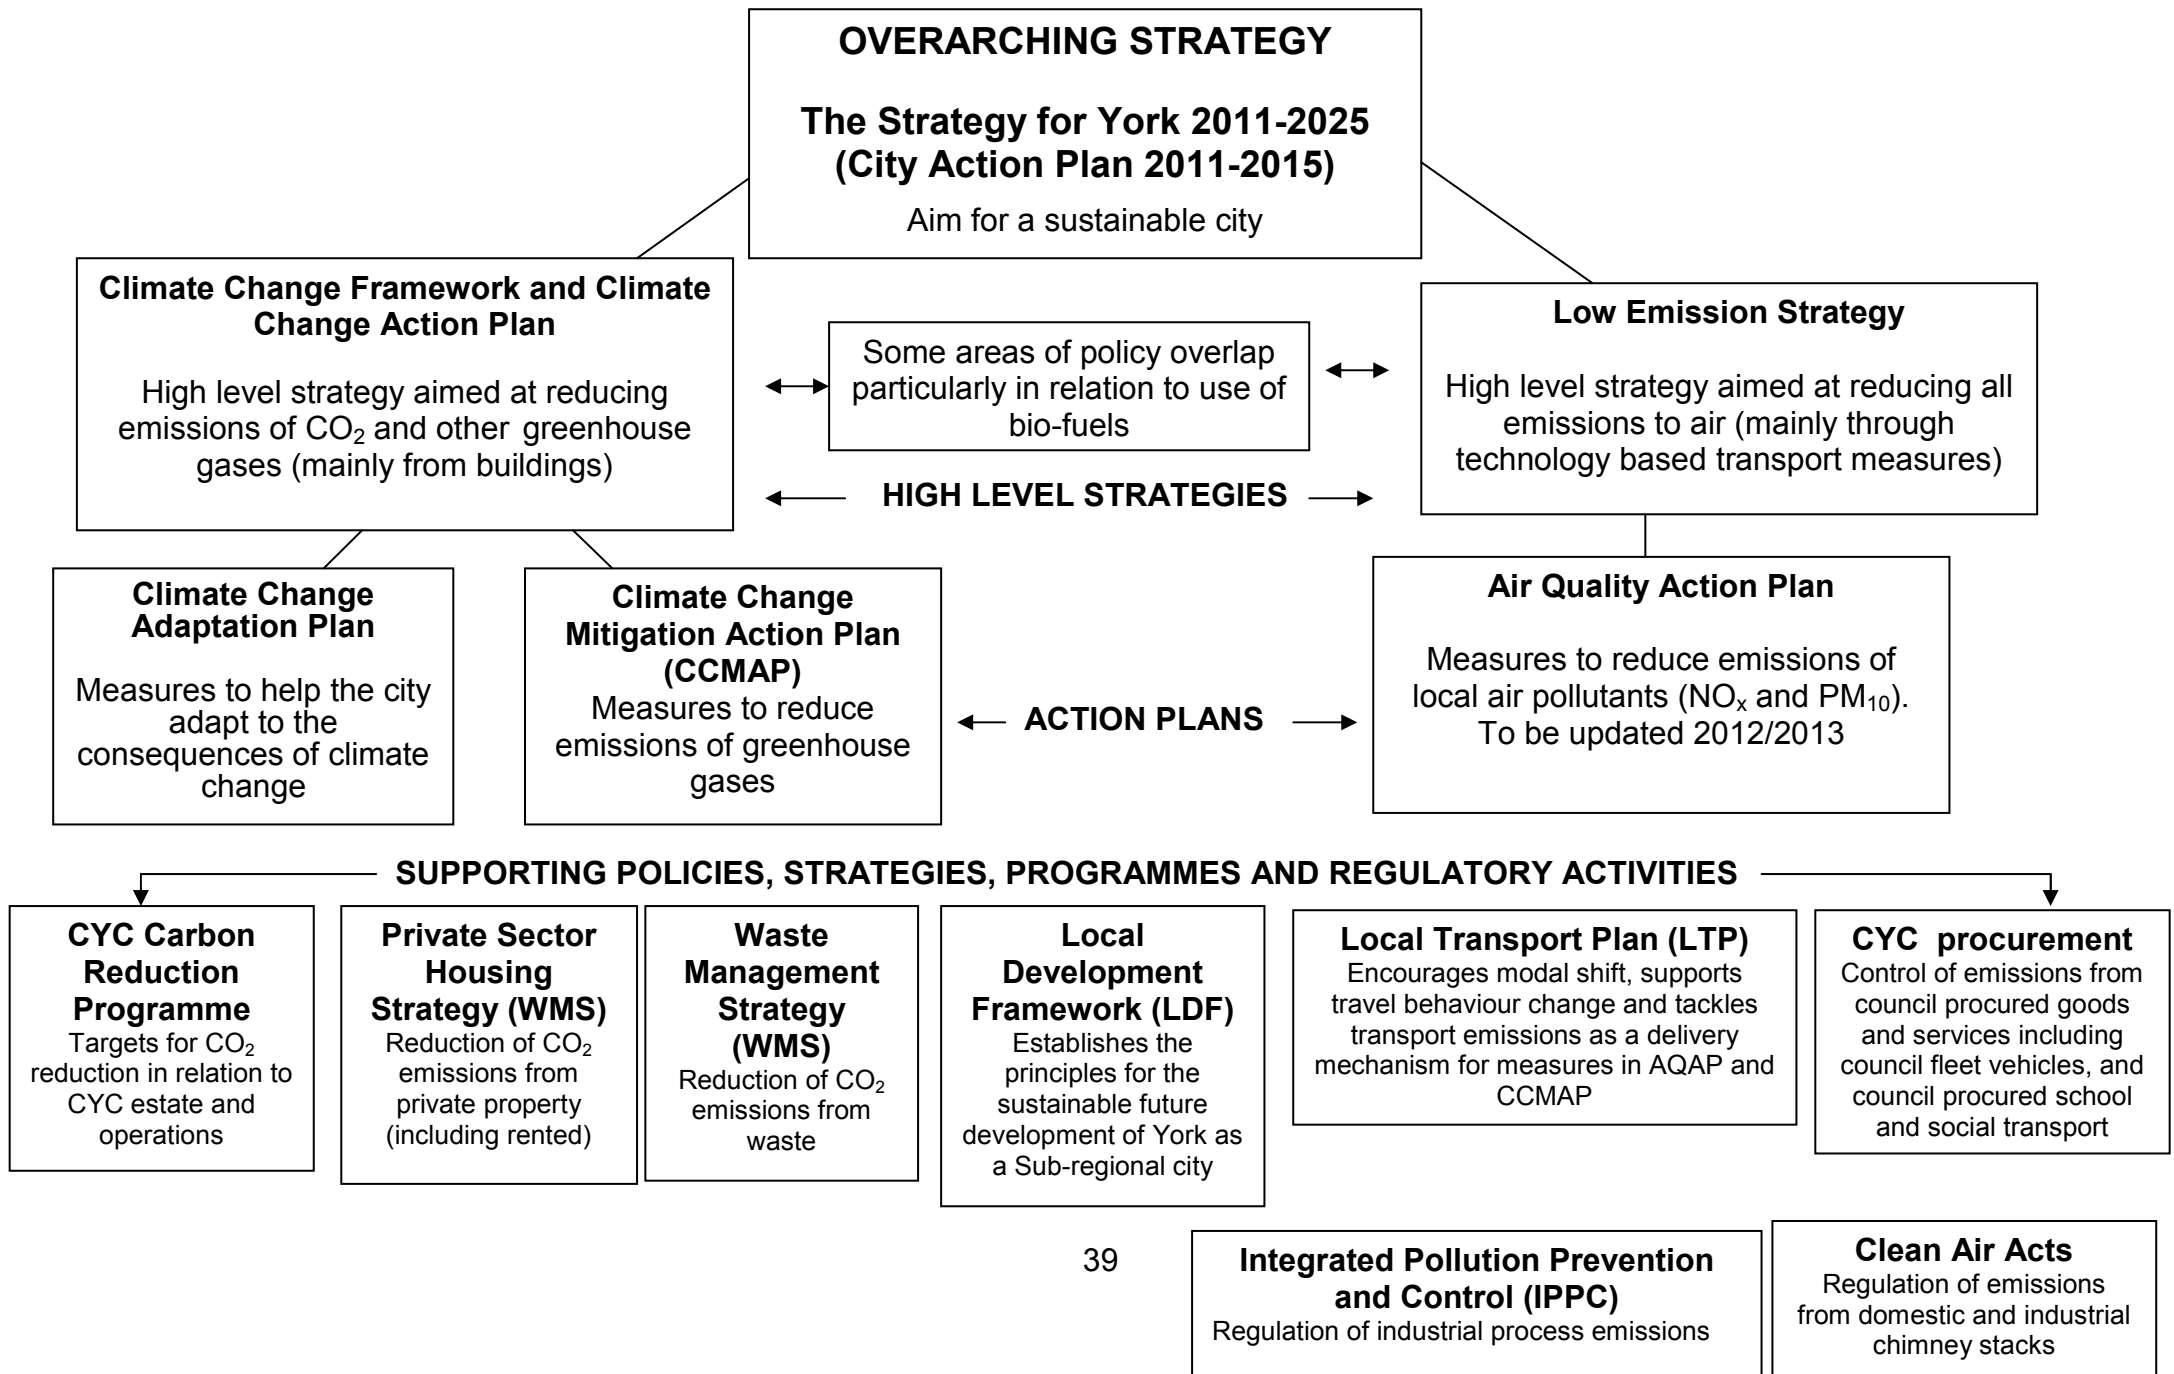 OVERARCHING STRATEGY
The Strategy for York 2011-2025
(City Action Plan 2011-2015)
Aim for a sustainable city
Climate Change Framework and Climate
Change Action Plan
High level strategy aimed at reducing
emissions of CO₂ and other greenhouse
gases (mainly from buildings)
Some areas of policy overlap
particularly in relation to use of
bio-fuels
Low Emission Strategy
High level strategy aimed at reducing all
emissions to air (mainly through
technology based transport measures)
HIGH LEVEL STRATEGIES
Climate Change
Adaptation Plan
Measures to help the city
adapt to the
consequences of climate
change
Climate Change
Mitigation Action Plan
(CCMAP)
Measures to reduce
emissions of greenhouse
gases
ACTION PLANS
Air Quality Action Plan
Measures to reduce emissions of
local air pollutants (NOₓ and PM₁₀).
To be updated 2012/2013
SUPPORTING POLICIES, STRATEGIES, PROGRAMMES AND REGULATORY ACTIVITIES
CYC Carbon
Reduction
Programme
Targets for CO₂
reduction in relation to
CYC estate and
operations
Private Sector
Housing
Strategy (WMS)
Reduction of CO₂
emissions from
private property
(including rented)
Waste
Management
Strategy
(WMS)
Reduction of CO₂
emissions from
waste
Local
Development
Framework (LDF)
Establishes the
principles for the
sustainable future
development of York as
a Sub-regional city
Local Transport Plan (LTP)
Encourages modal shift, supports
travel behaviour change and tackles
transport emissions as a delivery
mechanism for measures in AQAP and
CCMAP
CYC procurement
Control of emissions from
council procured goods
and services including
council fleet vehicles, and
council procured school
and social transport
39
Integrated Pollution Prevention
and Control (IPPC)
Regulation of industrial process emissions
Clean Air Acts
Regulation of emissions
from domestic and industrial
chimney stacks